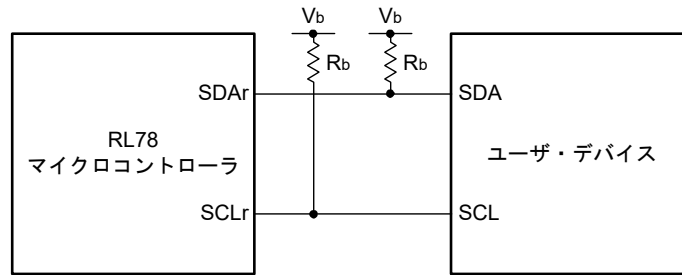 Vb Vb
Rb Rb
SDAr SDA
RL78
マイクロコントローラ
ユーザ・デバイス
SCLr SCL